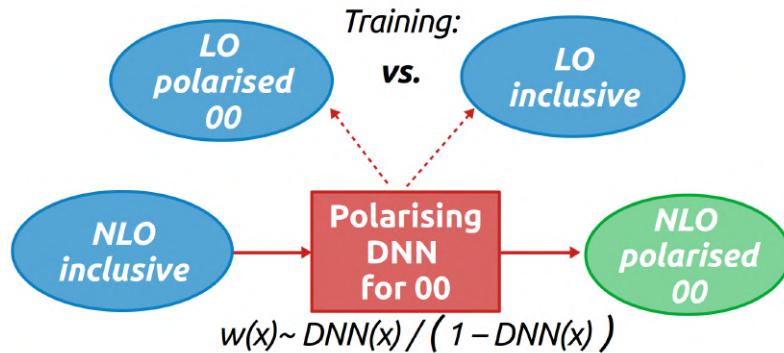 Training:
vs.
LO
polarised
00
LO
inclusive
NLO
inclusive
Polarising
DNN
for 00
NLO
polarised
00
w(x)~ DNN(x) / ( 1 – DNN(x) )